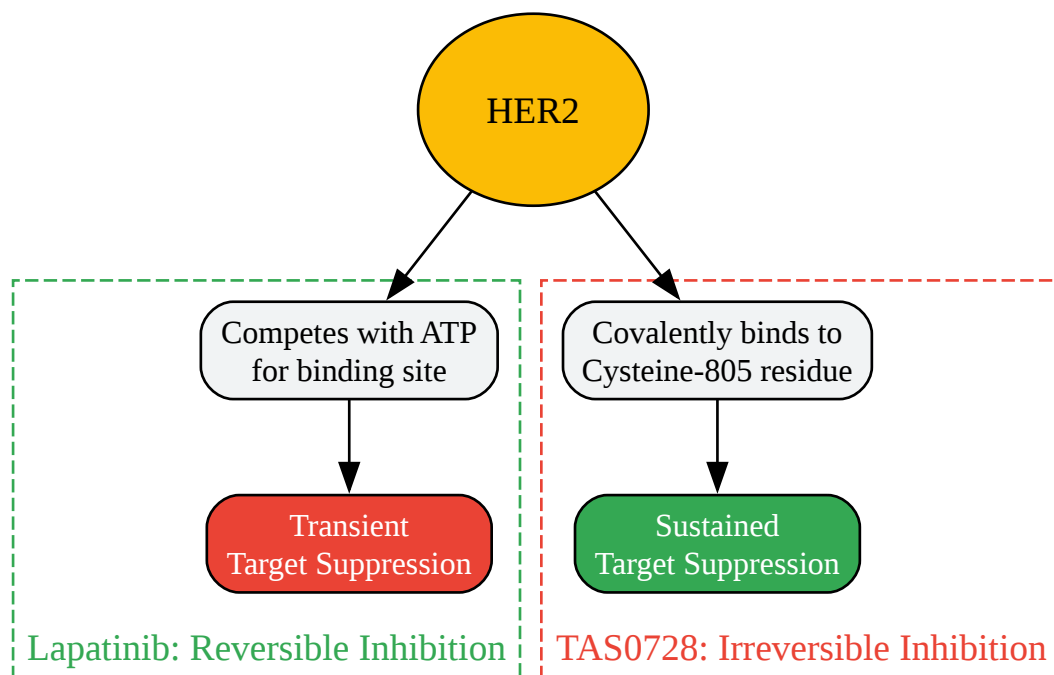 HER2
Competes with ATP
for binding site
Covalently binds to
Cysteine-805 residue
Transient
Target Suppression
Sustained
Target Suppression
Lapatinib: Reversible Inhibition
TAS0728: Irreversible Inhibition